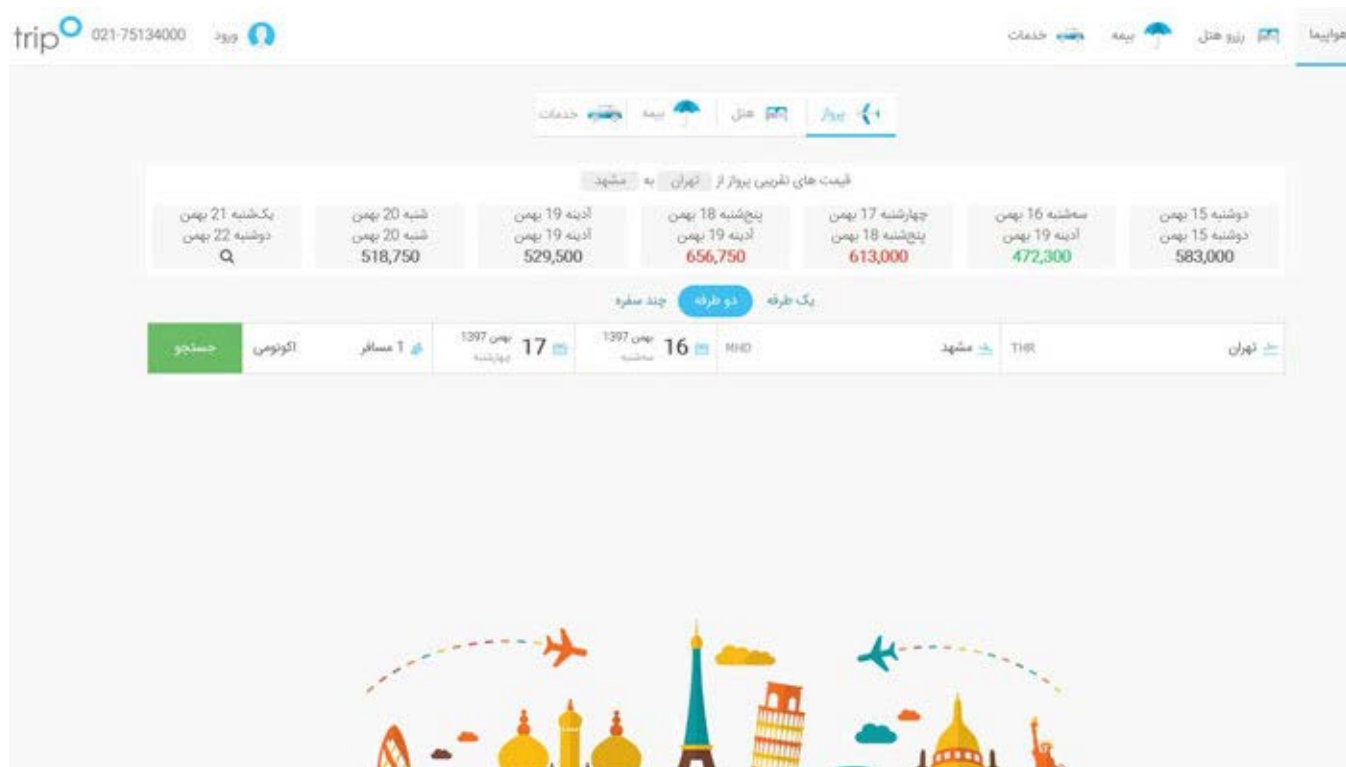 هواپیما رزرو هتل بیمه خدمات ورود 021-75134000 trip
پرواز هتل بیمه خدمات
قیمت های تقریبی پرواز از تهران به مشهد
دوشنبه 15 بهمن سه‌شنبه 16 بهمن چهارشنبه 17 بهمن پنج‌شنبه 18 بهمن آدینه 19 بهمن شنبه 20 بهمن یک‌شنبه 21 بهمن
دوشنبه 15 بهمن آدینه 19 بهمن پنج‌شنبه 18 بهمن آدینه 19 بهمن آدینه 19 بهمن شنبه 20 بهمن دوشنبه 22 بهمن
583,000 472,300 613,000 656,750 529,500 518,750
یک طرفه دو طرفه چند سفره
تهران THR مشهد MHD 16 بهمن 1397 سه‌شنبه 17 بهمن 1397 چهارشنبه 1 مسافر اکونومی جستجو